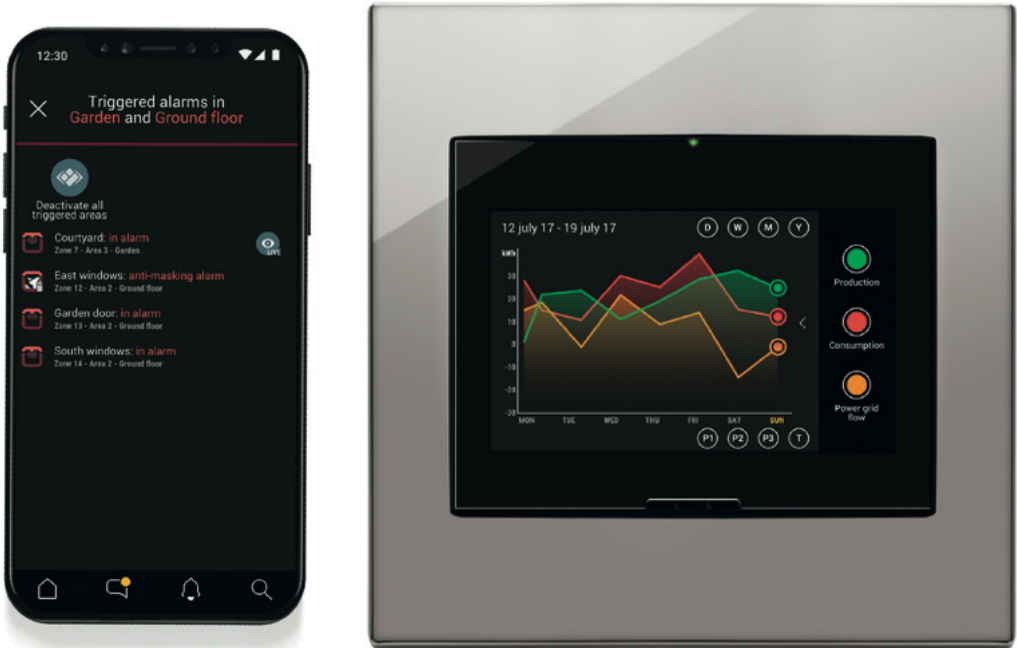 12:30
Triggered alarms in
Garden and Ground floor
Deactivate all
triggered areas
Courtyard: in alarm
Zone 7 - Area 3 - Garden
LIVE
East windows: anti-masking alarm
Zone 12 - Area 2 - Ground floor
Garden door: in alarm
Zone 13 - Area 2 - Ground floor
South windows: in alarm
Zone 14 - Area 2 - Ground floor
12 july 17 - 19 july 17
D W M Y
kWh
30
20
10
0
-10
-20
-30
MON TUE WED THU FRI SAT SUN
P1 P2 P3 T
Production
Consumption
Power grid
flow